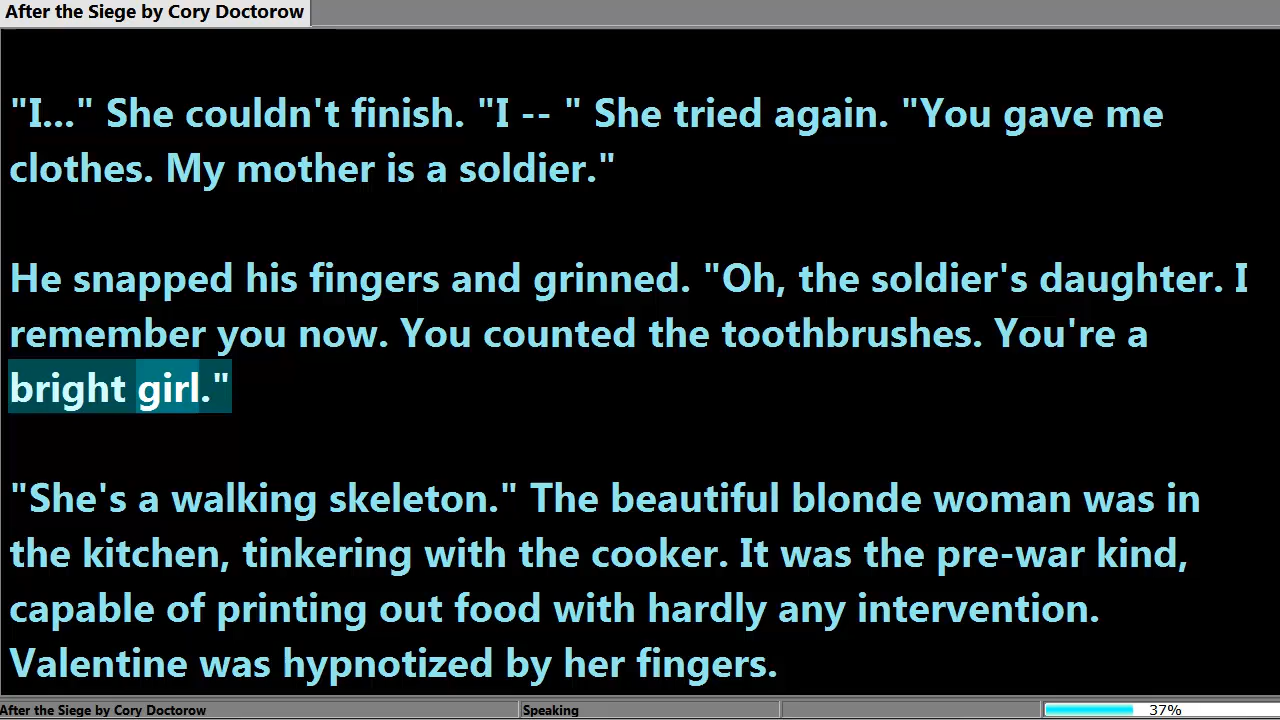 After the Siege by Cory Doctorow
"I..." She couldn't finish. "I -- " She tried again. "You gave me
clothes. My mother is a soldier."
He snapped his fingers and grinned. "Oh, the soldier's daughter. I
remember you now. You counted the toothbrushes. You're a
bright girl."
"She's a walking skeleton." The beautiful blonde woman was in
the kitchen, tinkering with the cooker. It was the pre-war kind,
capable of printing out food with hardly any intervention.
Valentine was hypnotized by her fingers.
After the Siege by Cory Doctorow Speaking 37%